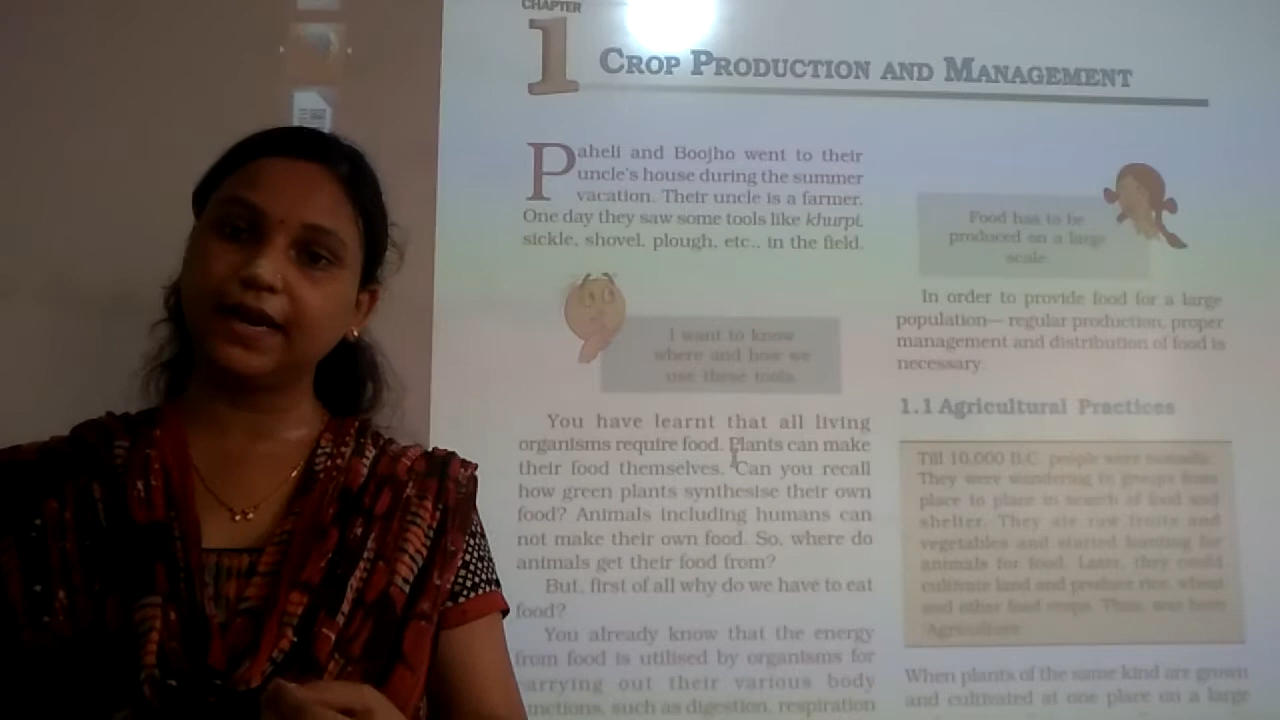 CHAPTER
1
CROP PRODUCTION AND MANAGEMENT
Paheli and Boojho went to their
uncle's house during the summer
vacation. Their uncle is a farmer.
One day they saw some tools like khurpi,
sickle, shovel, plough, etc., in the field.
I want to know
where and how we
use these tools.
You have learnt that all living
organisms require food. Plants can make
their food themselves. Can you recall
how green plants synthesise their own
food? Animals including humans can
not make their own food. So, where do
animals get their food from?
But, first of all why do we have to eat
food?
You already know that the energy
from food is utilised by organisms for
carrying out their various body
functions, such as digestion, respiration
Food has to be
produced on a large
scale.
In order to provide food for a large
population— regular production, proper
management and distribution of food is
necessary.
1.1 Agricultural Practices
Till 10,000 B.C. people were nomadic.
They were wandering in groups from
place to place in search of food and
shelter. They ate raw fruits and
vegetables and started hunting for
animals for food. Later, they could
cultivate land and produce rice, wheat
and other food crops. Thus, was born
'Agriculture'.
When plants of the same kind are grown
and cultivated at one place on a large